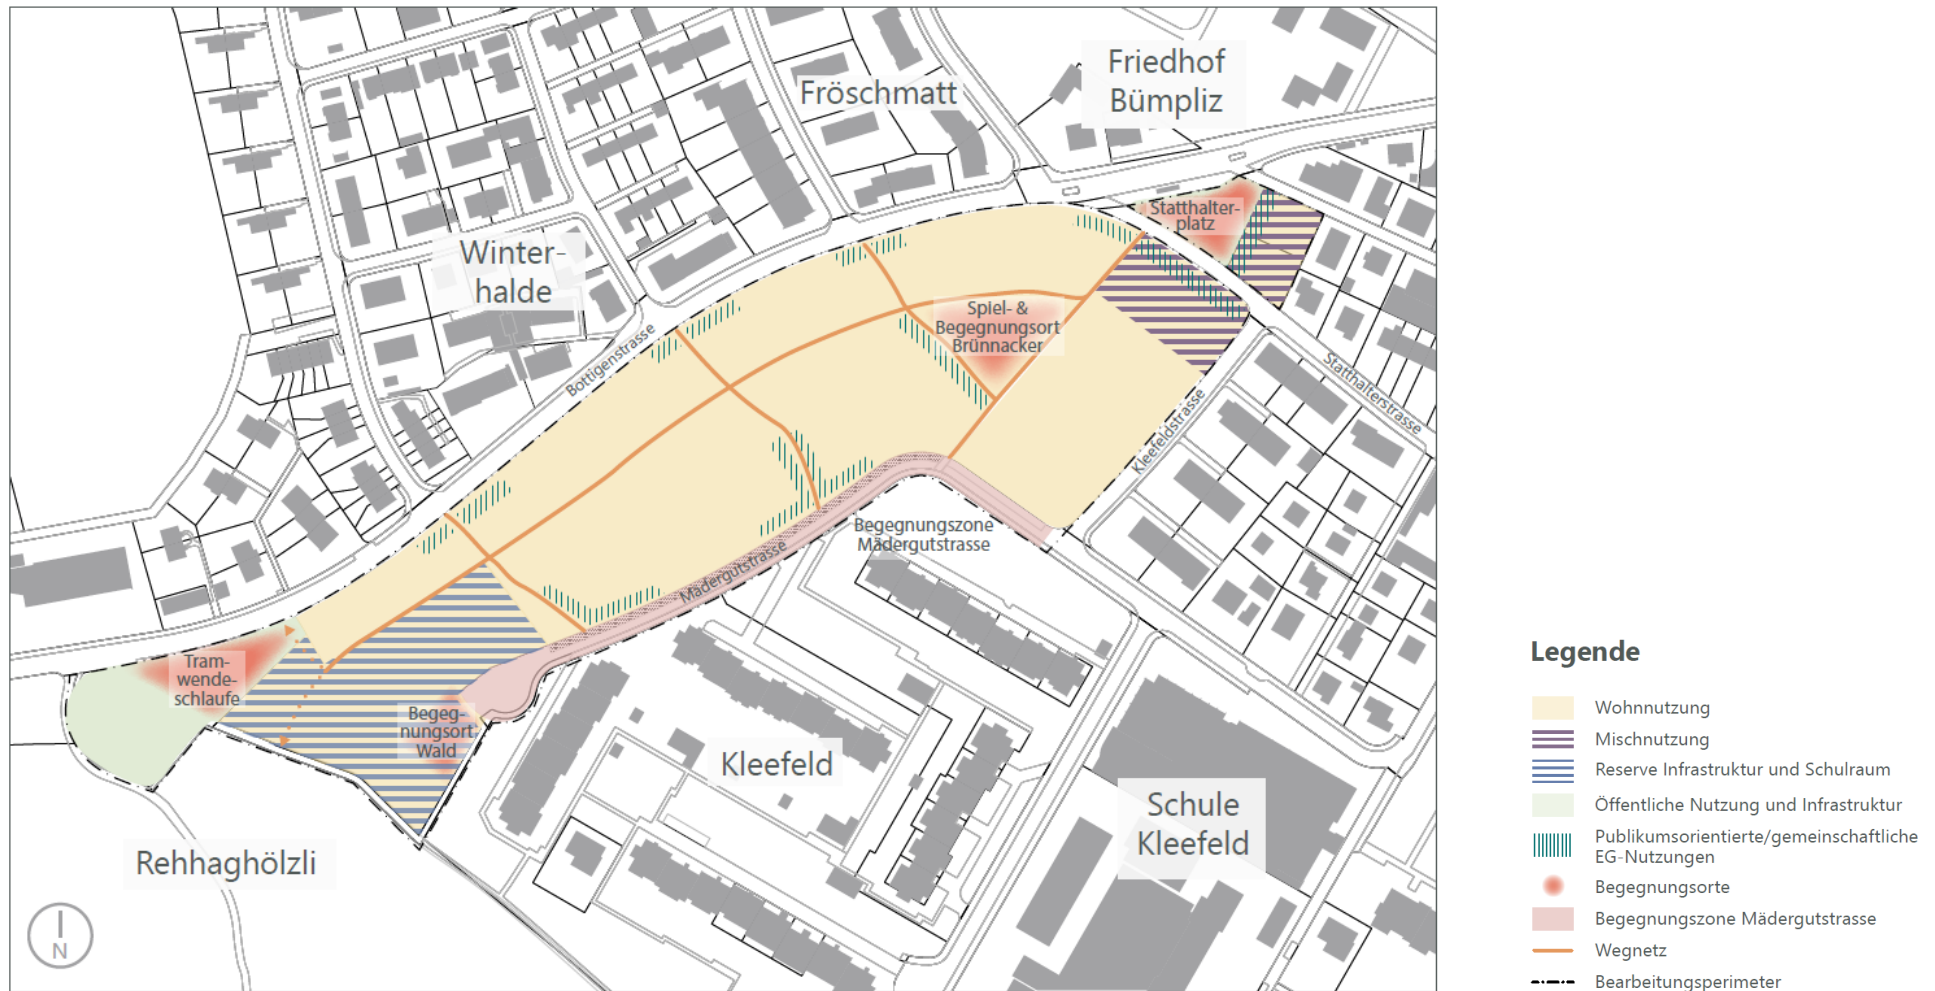 Friedhof
Bümpliz
Fröschmatt
Winter-
halde
Statthalter-
platz
Spiel- &
Begegnungsort
Brünnacker
Bottigenstrasse
Statthalterstrasse
Kleefeldstrasse
Begegnungszone
Mädergutstrasse
Mädergutstrasse
Tram-
wende-
schlaufe
Begeg-
nungsort
Wald
Kleefeld
Schule
Kleefeld
Rehhaghölzli
N
Legende
Wohnnutzung
Mischnutzung
Reserve Infrastruktur und Schulraum
Öffentliche Nutzung und Infrastruktur
Publikumsorientierte/gemeinschaftliche
EG-Nutzungen
Begegnungsorte
Begegnungszone Mädergutstrasse
Wegnetz
Bearbeitungsperimeter